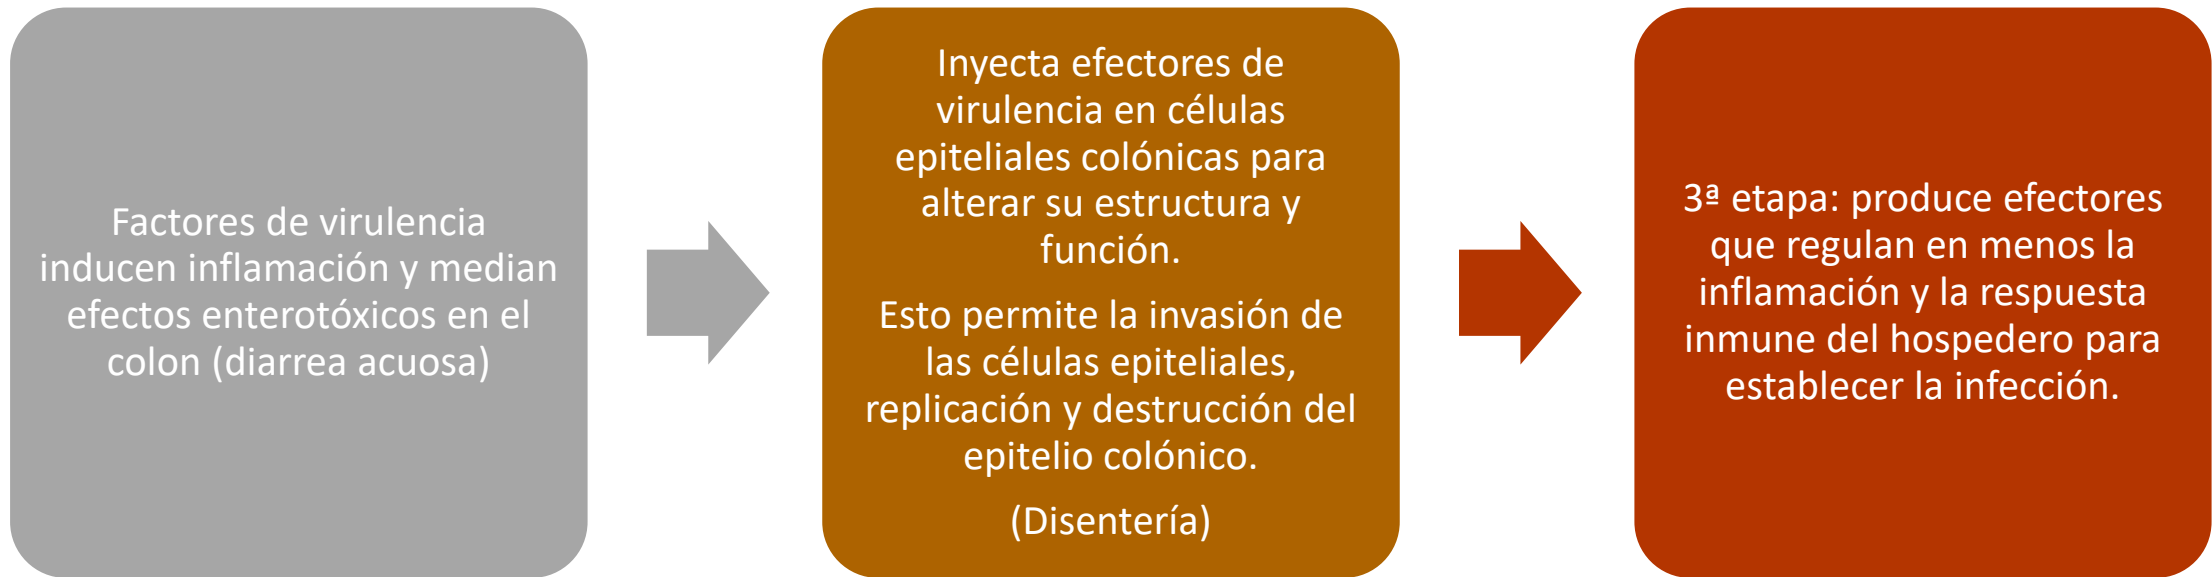 Factores de virulencia
inducen inflamación y median
efectos enterotóxicos en el
colon (diarrea acuosa)
Inyecta efectores de
virulencia en células
epiteliales colónicas para
alterar su estructura y
función.
Esto permite la invasión de
las células epiteliales,
replicación y destrucción del
epitelio colónico.
(Disentería)
3ª etapa: produce efectores
que regulan en menos la
inflamación y la respuesta
inmune del hospedero para
establecer la infección.